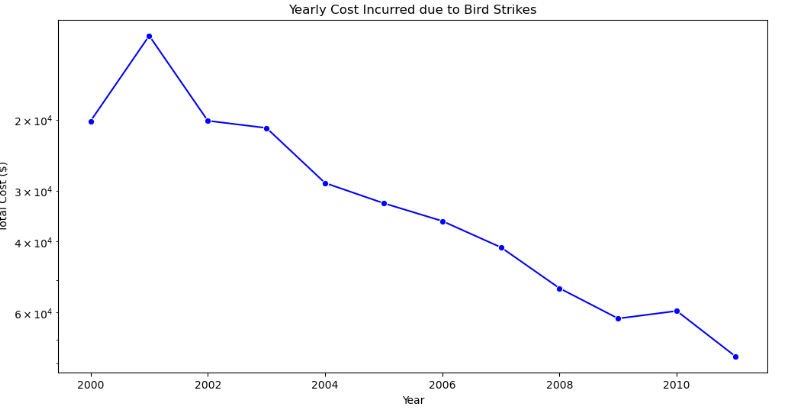 Yearly Cost Incurred due to Bird Strikes
Total Cost ($)
2 × 10⁴
3 × 10⁴
4 × 10⁴
6 × 10⁴
2000 2002 2004 2006 2008 2010
Year